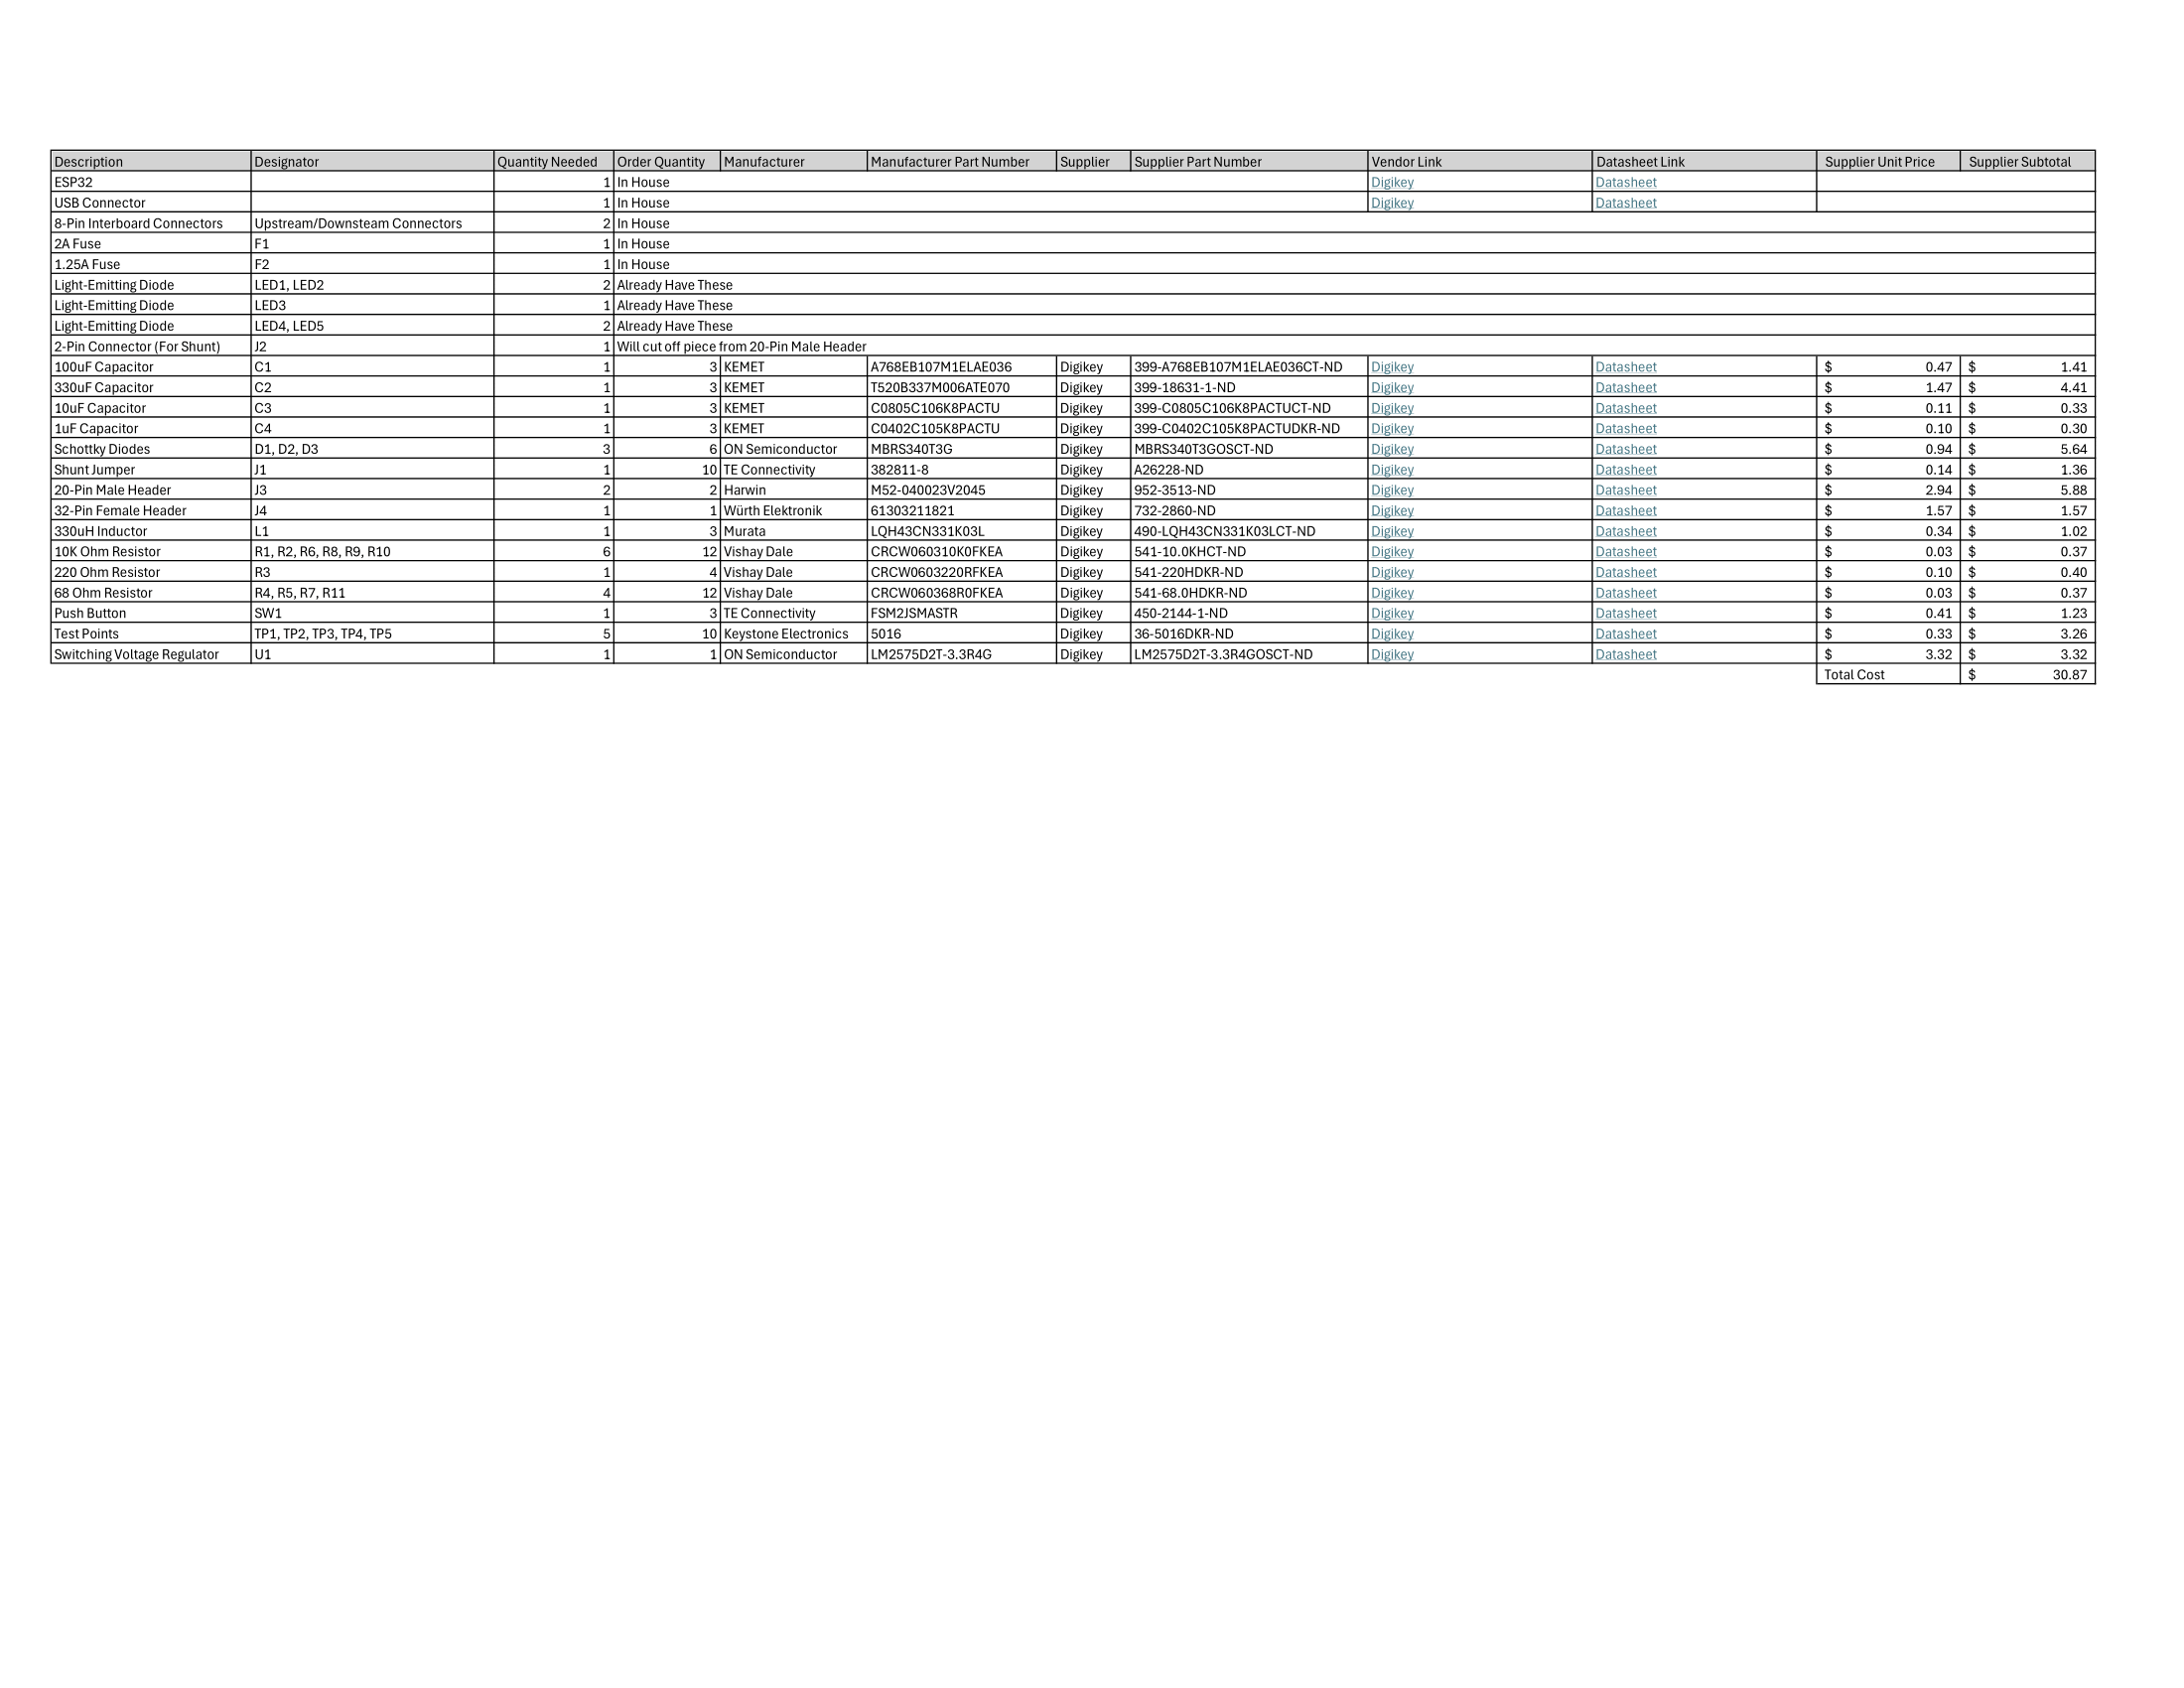 Description Designator Quantity Needed Order Quantity Manufacturer Manufacturer Part Number Supplier Supplier Part Number Vendor Link Datasheet Link Supplier Unit Price Supplier Subtotal
ESP32 1 In House Digikey Datasheet
USB Connector 1 In House Digikey Datasheet
8-Pin Interboard Connectors Upstream/Downsteam Connectors 2 In House
2A Fuse F1 1 In House
1.25A Fuse F2 1 In House
Light-Emitting Diode LED1, LED2 2 Already Have These
Light-Emitting Diode LED3 1 Already Have These
Light-Emitting Diode LED4, LED5 2 Already Have These
2-Pin Connector (For Shunt) J2 1 Will cut off piece from 20-Pin Male Header
100uF Capacitor C1 1 3 KEMET A768EB107M1ELAE036 Digikey 399-A768EB107M1ELAE036CT-ND Digikey Datasheet $ 0.47 $ 1.41
330uF Capacitor C2 1 3 KEMET T520B337M006ATE070 Digikey 399-18631-1-ND Digikey Datasheet $ 1.47 $ 4.41
10uF Capacitor C3 1 3 KEMET C0805C106K8PACTU Digikey 399-C0805C106K8PACTUCT-ND Digikey Datasheet $ 0.11 $ 0.33
1uF Capacitor C4 1 3 KEMET C0402C105K8PACTU Digikey 399-C0402C105K8PACTUDKR-ND Digikey Datasheet $ 0.10 $ 0.30
Schottky Diodes D1, D2, D3 3 6 ON Semiconductor MBRS340T3G Digikey MBRS340T3GOSCT-ND Digikey Datasheet $ 0.94 $ 5.64
Shunt Jumper J1 1 10 TE Connectivity 382811-8 Digikey A26228-ND Digikey Datasheet $ 0.14 $ 1.36
20-Pin Male Header J3 2 2 Harwin M52-040023V2045 Digikey 952-3513-ND Digikey Datasheet $ 2.94 $ 5.88
32-Pin Female Header J4 1 1 Würth Elektronik 61303211821 Digikey 732-2860-ND Digikey Datasheet $ 1.57 $ 1.57
330uH Inductor L1 1 3 Murata LQH43CN331K03L Digikey 490-LQH43CN331K03LCT-ND Digikey Datasheet $ 0.34 $ 1.02
10K Ohm Resistor R1, R2, R6, R8, R9, R10 6 12 Vishay Dale CRCW060310K0FKEA Digikey 541-10.0KHCT-ND Digikey Datasheet $ 0.03 $ 0.37
220 Ohm Resistor R3 1 4 Vishay Dale CRCW0603220RFKEA Digikey 541-220HDKR-ND Digikey Datasheet $ 0.10 $ 0.40
68 Ohm Resistor R4, R5, R7, R11 4 12 Vishay Dale CRCW060368R0FKEA Digikey 541-68.0HDKR-ND Digikey Datasheet $ 0.03 $ 0.37
Push Button SW1 1 3 TE Connectivity FSM2JSMASTR Digikey 450-2144-1-ND Digikey Datasheet $ 0.41 $ 1.23
Test Points TP1, TP2, TP3, TP4, TP5 5 10 Keystone Electronics 5016 Digikey 36-5016DKR-ND Digikey Datasheet $ 0.33 $ 3.26
Switching Voltage Regulator U1 1 1 ON Semiconductor LM2575D2T-3.3R4G Digikey LM2575D2T-3.3R4GOSCT-ND Digikey Datasheet $ 3.32 $ 3.32
Total Cost $ 30.87